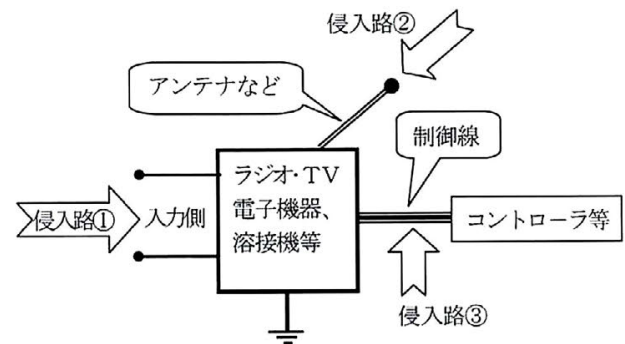 侵入路②
アンテナなど
制御線
ラジオ・TV
電子機器、
溶接機等
侵入路①
入力側
コントローラ等
侵入路③